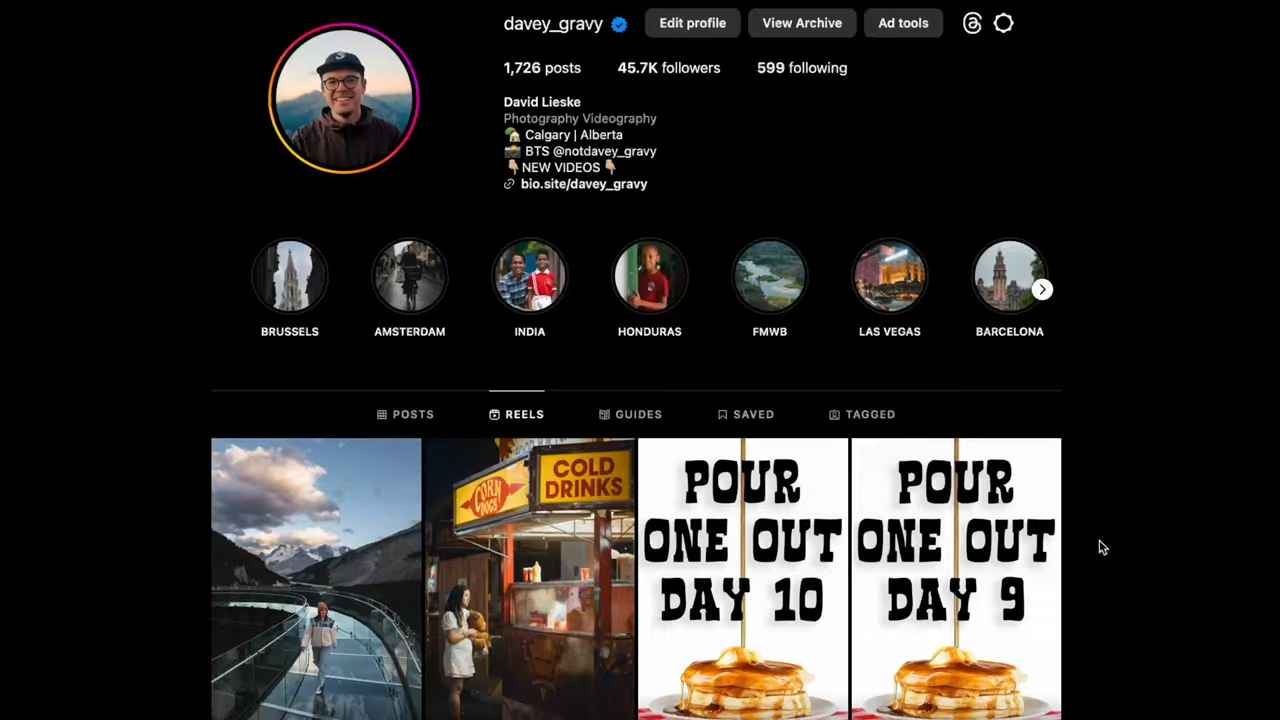 davey_gravy Edit profile View Archive Ad tools
1,726 posts 45.7K followers 599 following
David Lieske
Photography Videography
🏡 Calgary | Alberta
📸 BTS @notdavey_gravy
👇🏼NEW VIDEOS 👇🏼
bio.site/davey_gravy
BRUSSELS AMSTERDAM INDIA HONDURAS FMWB LAS VEGAS BARCELONA
POSTS REELS GUIDES SAVED TAGGED
CORN DOGS
COLD
DRINKS
POUR
ONE OUT
DAY 10
POUR
ONE OUT
DAY 9